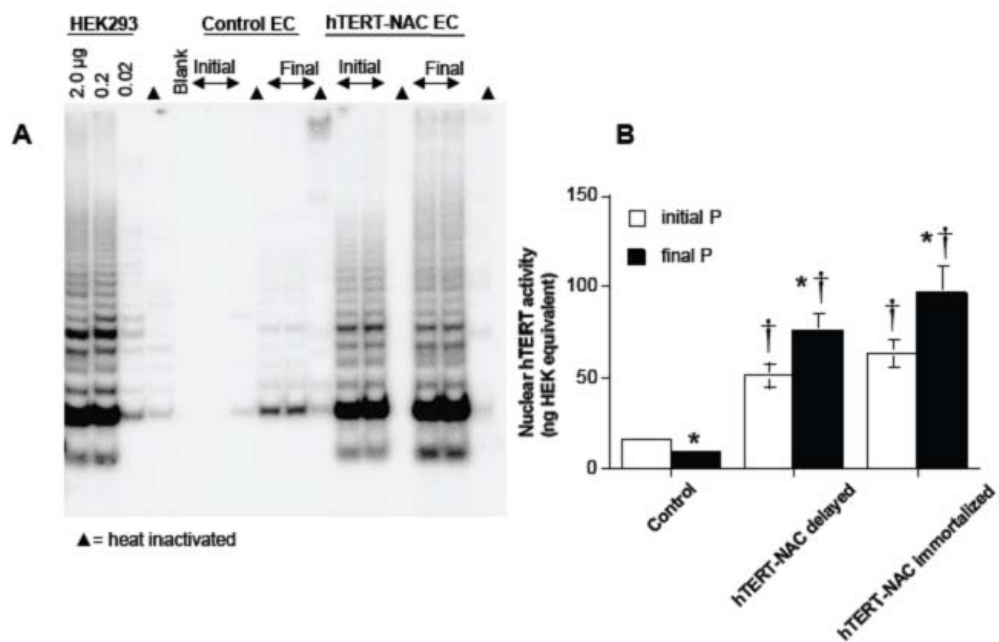 HEK293
Control EC
hTERT-NAC EC
2.0 µg
0.2
0.02
▲
Blank
Initial
▲
Final
▲
Initial
▲
Final
▲
A
▲= heat inactivated
B
Nuclear hTERT activity
(ng HEK equivalent)
150
100
50
0
initial P
final P
*
†
* †
†
* †
Control
hTERT-NAC delayed
hTERT-NAC immortalized